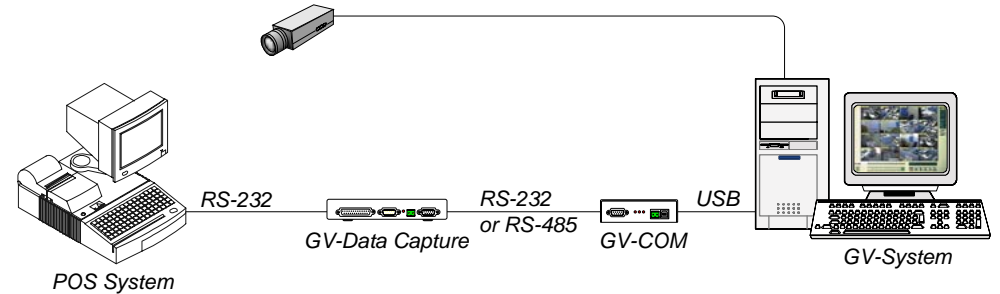 RS-232
RS-232
or RS-485
USB
GV-Data Capture
GV-COM
GV-System
POS System